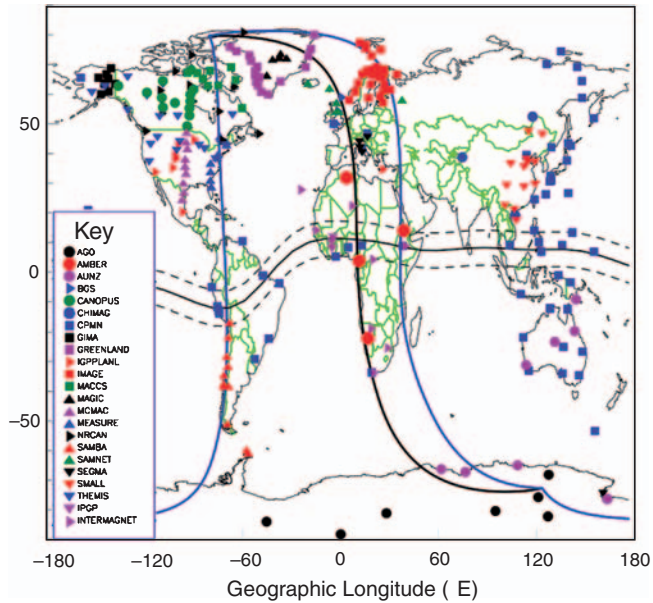 50
0
−50
Key
AGO
AMBER
AUNZ
BGS
CANOPUS
CHIMAG
CPMN
GIMA
GREENLAND
IGPPLANL
IMAGE
MACCS
MAGIC
MCMAC
MEASURE
NRCAN
SAMBA
SAMNET
SEGMA
SMALL
THEMIS
IPGP
INTERMAGNET
−180 −120 −60 0 60 120 180
Geographic Longitude ( E)